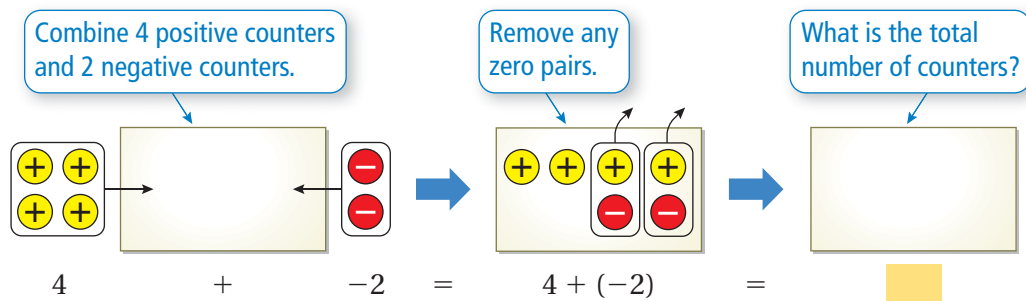 Combine 4 positive counters
and 2 negative counters.
Remove any
zero pairs.
What is the total
number of counters?
+ +
+ +
−
−
+ + + +
− −
4 + −2 = 4 + (−2) =